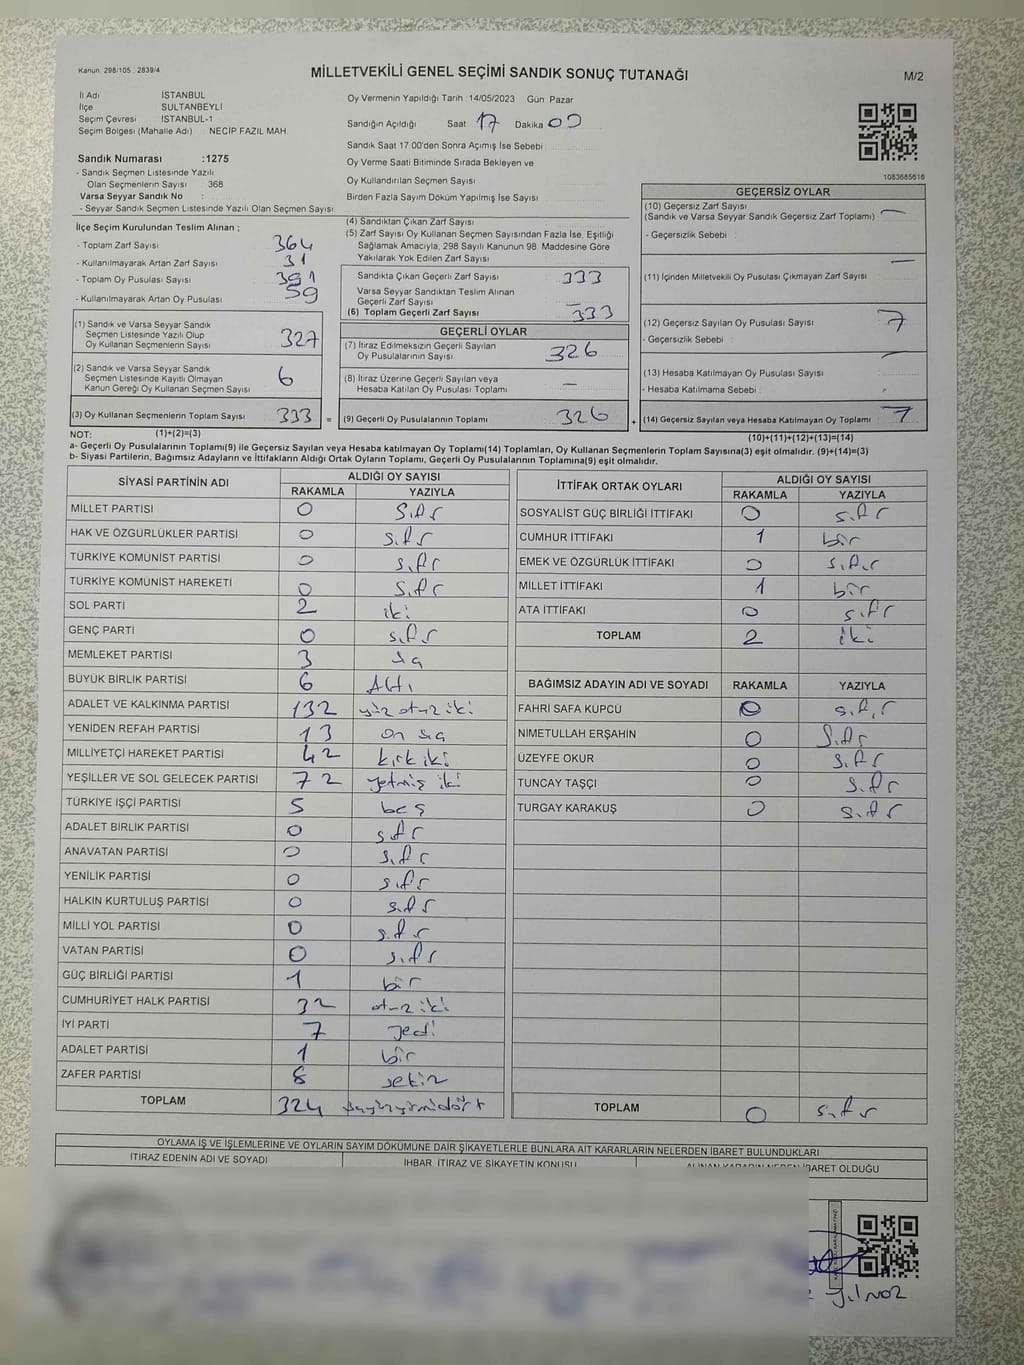 Kanun. 298/105 : 2839/4
MİLLETVEKİLİ GENEL SEÇİMİ SANDIK SONUÇ TUTANAĞI
M/2
İl Adı İSTANBUL
İlçe SULTANBEYLİ
Seçim Çevresi İSTANBUL-1
Seçim Bölgesi (Mahalle Adı) : NECİP FAZIL MAH.
Sandık Numarası :1275
- Sandık Seçmen Listesinde Yazılı
Olan Seçmenlerin Sayısı 368
Varsa Seyyar Sandık No :
- Seyyar Sandık Seçmen Listesinde Yazılı Olan Seçmen Sayısı
Oy Vermenin Yapıldığı Tarih :14/05/2023 Gün: Pazar
Sandığın Açıldığı Saat 17 Dakika 00
Sandık Saat 17:00'den Sonra Açımış İse Sebebi
Oy Verme Saati Bitiminde Sırada Bekleyen ve
Oy Kullandırılan Seçmen Sayısı
Birden Fazla Sayım Döküm Yapılmış İse Sayısı
1083685616
İlçe Seçim Kurulundan Teslim Alınan ;
- Toplam Zarf Sayısı 364
- Kullanılmayarak Artan Zarf Sayısı 31
- Toplam Oy Pusulası Sayısı 391
- Kullanılmayarak Artan Oy Pusulası 59
(1) Sandık ve Varsa Seyyar Sandık
Seçmen Listesinde Yazılı Olup
Oy Kullanan Seçmenlerin Sayısı 327
(2) Sandık ve Varsa Seyyar Sandık
Seçmen Listesinde Kayıtlı Olmayan
Kanun Gereği Oy Kullanan Seçmen Sayısı 6
(3) Oy Kullanan Seçmenlerin Toplam Sayısı 333 =
(4) Sandıktan Çıkan Zarf Sayısı
(5) Zarf Sayısı Oy Kullanan Seçmen Sayısından Fazla İse, Eşitliği
Sağlamak Amacıyla, 298 Sayılı Kanunun 98. Maddesine Göre
Yakılarak Yok Edilen Zarf Sayısı
Sandıkta Çıkan Geçerli Zarf Sayısı 333
Varsa Seyyar Sandıktan Teslim Alınan
Geçerli Zarf Sayısı
(6) Toplam Geçerli Zarf Sayısı 333
GEÇERLİ OYLAR
(7) İtiraz Edilmeksizin Geçerli Sayılan
Oy Pusulalarının Sayısı 326
(8) İtiraz Üzerine Geçerli Sayılan veya
Hesaba Katılan Oy Pusulası Toplamı —
(9) Geçerli Oy Pusulalarının Toplamı 326 +
GEÇERSİZ OYLAR
(10) Geçersiz Zarf Sayısı
(Sandık ve Varsa Seyyar Sandık Geçersiz Zarf Toplamı) —
- Geçersizlik Sebebi :
(11) İçinden Milletvekili Oy Pusulası Çıkmayan Zarf Sayısı —
(12) Geçersiz Sayılan Oy Pusulası Sayısı 7
- Geçersizlik Sebebi :
(13) Hesaba Katılmayan Oy Pusulası Sayısı —
- Hesaba Katılmama Sebebi :
(14) Geçersiz Sayılan veya Hesaba Katılmayan Oy Toplamı 7
NOT: (1)+(2)=(3) (10)+(11)+(12)+(13)=(14)
a- Geçerli Oy Pusulalarının Toplamı(9) ile Geçersiz Sayılan veya Hesaba katılmayan Oy Toplamı(14) Toplamları, Oy Kullanan Seçmenlerin Toplam Sayısına(3) eşit olmalıdır. (9)+(14)=(3)
b- Siyasi Partilerin, Bağımsız Adayların ve İttifakların Aldığı Ortak Oyların Toplamı, Geçerli Oy Pusulalarının Toplamına(9) eşit olmalıdır.
SİYASİ PARTİNİN ADI ALDIĞI OY SAYISI
RAKAMLA YAZIYLA
MİLLET PARTİSİ 0 sıfır
HAK VE ÖZGÜRLÜKLER PARTİSİ 0 sıfır
TÜRKİYE KOMÜNİST PARTİSİ 0 sıfır
TÜRKİYE KOMÜNİST HAREKETİ 0 sıfır
SOL PARTİ 2 iki
GENÇ PARTİ 0 sıfır
MEMLEKET PARTİSİ 3 üç
BÜYÜK BİRLİK PARTİSİ 6 Altı
ADALET VE KALKINMA PARTİSİ 132 yüz otuz iki
YENİDEN REFAH PARTİSİ 13 on üç
MİLLİYETÇİ HAREKET PARTİSİ 42 kırk iki
YEŞİLLER VE SOL GELECEK PARTİSİ 72 yetmiş iki
TÜRKİYE İŞÇİ PARTİSİ 5 beş
ADALET BİRLİK PARTİSİ 0 sıfır
ANAVATAN PARTİSİ 0 sıfır
YENİLİK PARTİSİ 0 sıfır
HALKIN KURTULUŞ PARTİSİ 0 sıfır
MİLLİ YOL PARTİSİ 0 sıfır
VATAN PARTİSİ 0 sıfır
GÜÇ BİRLİĞİ PARTİSİ 1 bir
CUMHURİYET HALK PARTİSİ 32 otuz iki
İYİ PARTİ 7 yedi
ADALET PARTİSİ 1 bir
ZAFER PARTİSİ 8 sekiz
TOPLAM 324 üçyüzyirmidört
İTTİFAK ORTAK OYLARI ALDIĞI OY SAYISI
RAKAMLA YAZIYLA
SOSYALİST GÜÇ BİRLİĞİ İTTİFAKI 0 sıfır
CUMHUR İTTİFAKI 1 bir
EMEK VE ÖZGÜRLÜK İTTİFAKI 0 sıfır
MİLLET İTTİFAKI 1 bir
ATA İTTİFAKI 0 sıfır
TOPLAM 2 iki
BAĞIMSIZ ADAYIN ADI VE SOYADI RAKAMLA YAZIYLA
FAHRİ SAFA KÜPCÜ 0 sıfır
NİMETULLAH ERŞAHİN 0 Sıfır
ÜZEYFE OKUR 0 sıfır
TUNCAY TAŞÇI 0 sıfır
TURGAY KARAKUŞ 0 sıfır
TOPLAM 0 sıfır
OYLAMA İŞ VE İŞLEMLERİNE VE OYLARIN SAYIM DÖKÜMÜNE DAİR ŞİKAYETLERLE BUNLARA AİT KARARLARIN NELERDEN İBARET BULUNDUKLARI
İTİRAZ EDENİN ADI VE SOYADI İHBAR, İTİRAZ VE ŞİKAYETİN KONUSU ALINAN KARARIN NEDEN İBARET OLDUĞU
Yılmaz